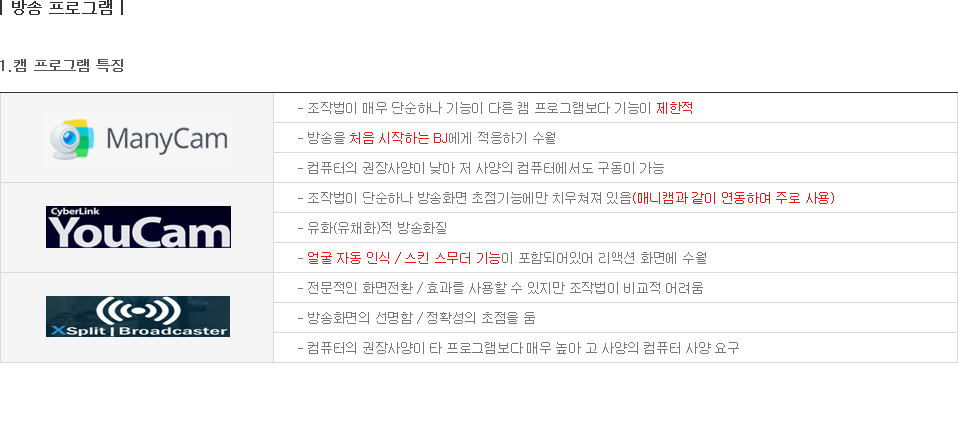 | 방송 프로그램 |
1.캠 프로그램 특징
ManyCam
- 조작법이 매우 단순하나 기능이 다른 캠 프로그램보다 기능이 제한적
- 방송을 처음 시작하는 BJ에게 적응하기 수월
- 컴퓨터의 권장사양이 낮아 저 사양의 컴퓨터에서도 구동이 가능
CyberLink
YouCam
- 조작법이 단순하나 방송화면 초점기능에만 치우쳐져 있음(매니캠과 같이 연동하여 주로 사용)
- 유화(유채화)적 방송화질
- 얼굴 자동 인식 / 스킨 스무더 기능이 포함되어있어 리액션 화면에 수월
XSplit | Broadcaster
- 전문적인 화면전환 / 효과를 사용할 수 있지만 조작법이 비교적 어려움
- 방송화면의 선명함 / 정확성의 초점을 둠
- 컴퓨터의 권장사양이 타 프로그램보다 매우 높아 고 사양의 컴퓨터 사양 요구